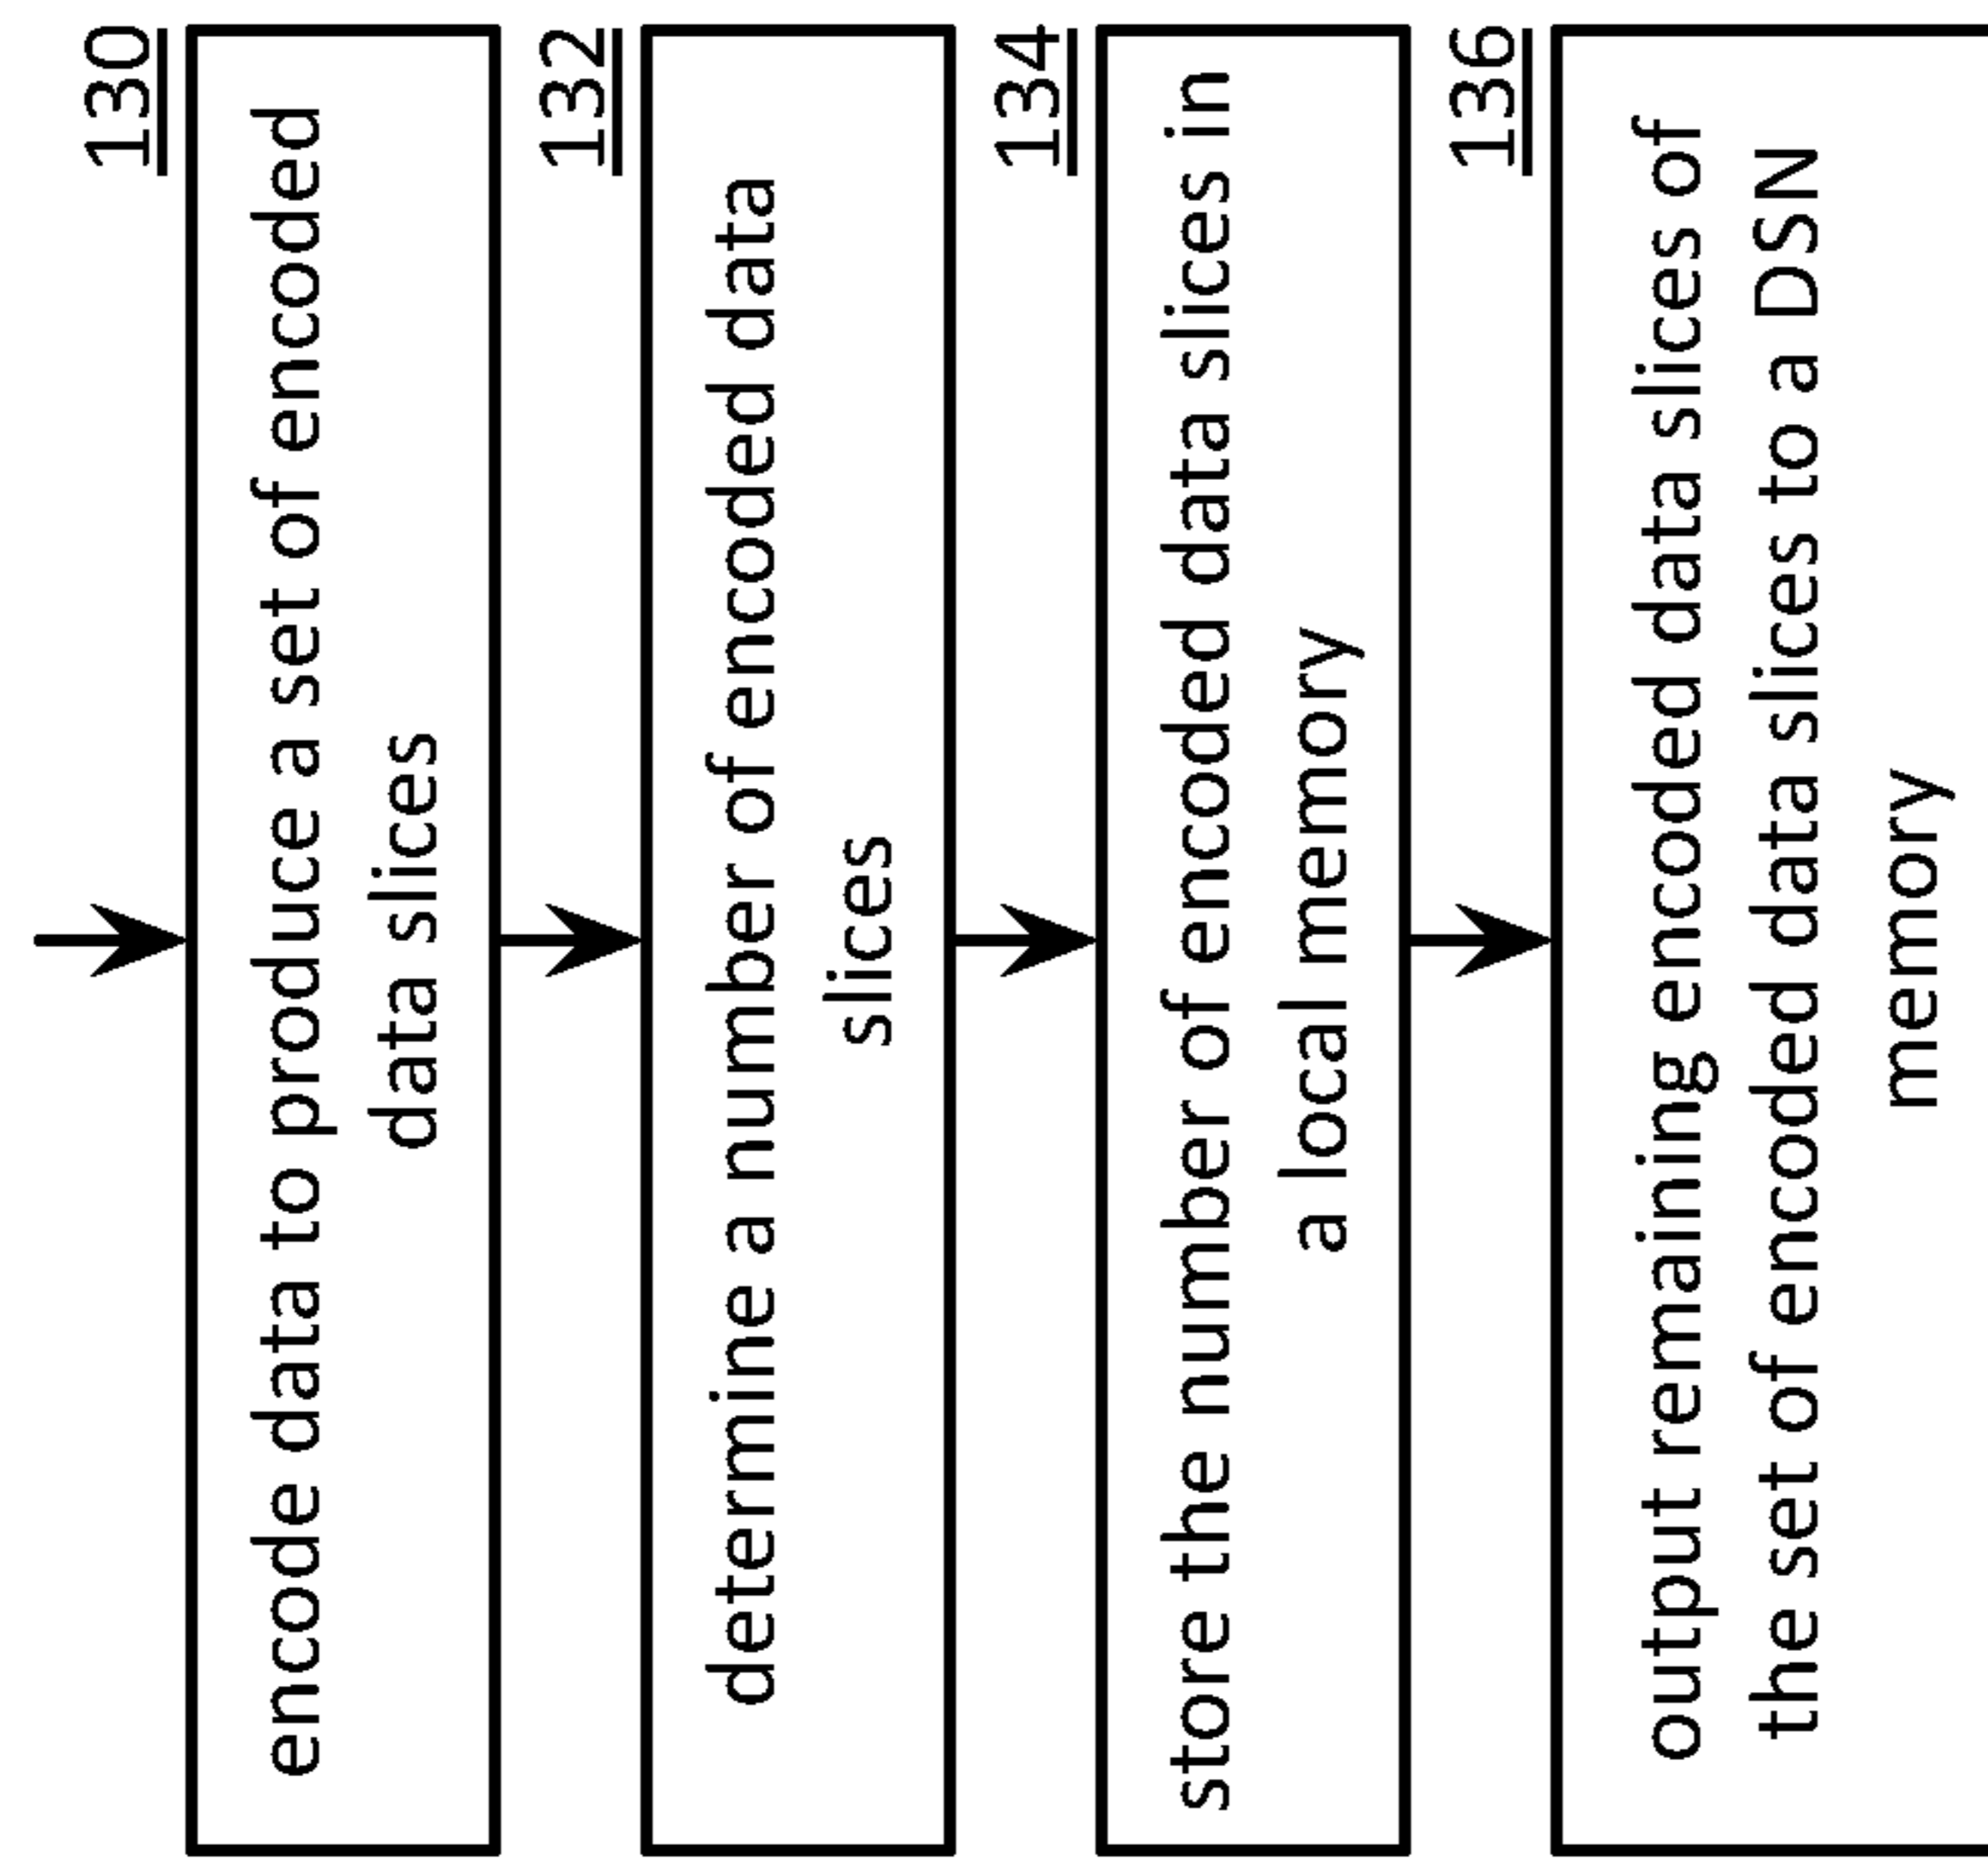 130
encode data to produce a set of encoded
data slices
132
determine a number of encoded data
slices
134
store the number of encoded data slices in
a local memory
136
output remaining encoded data slices of
the set of encoded data slices to a DSN
memory